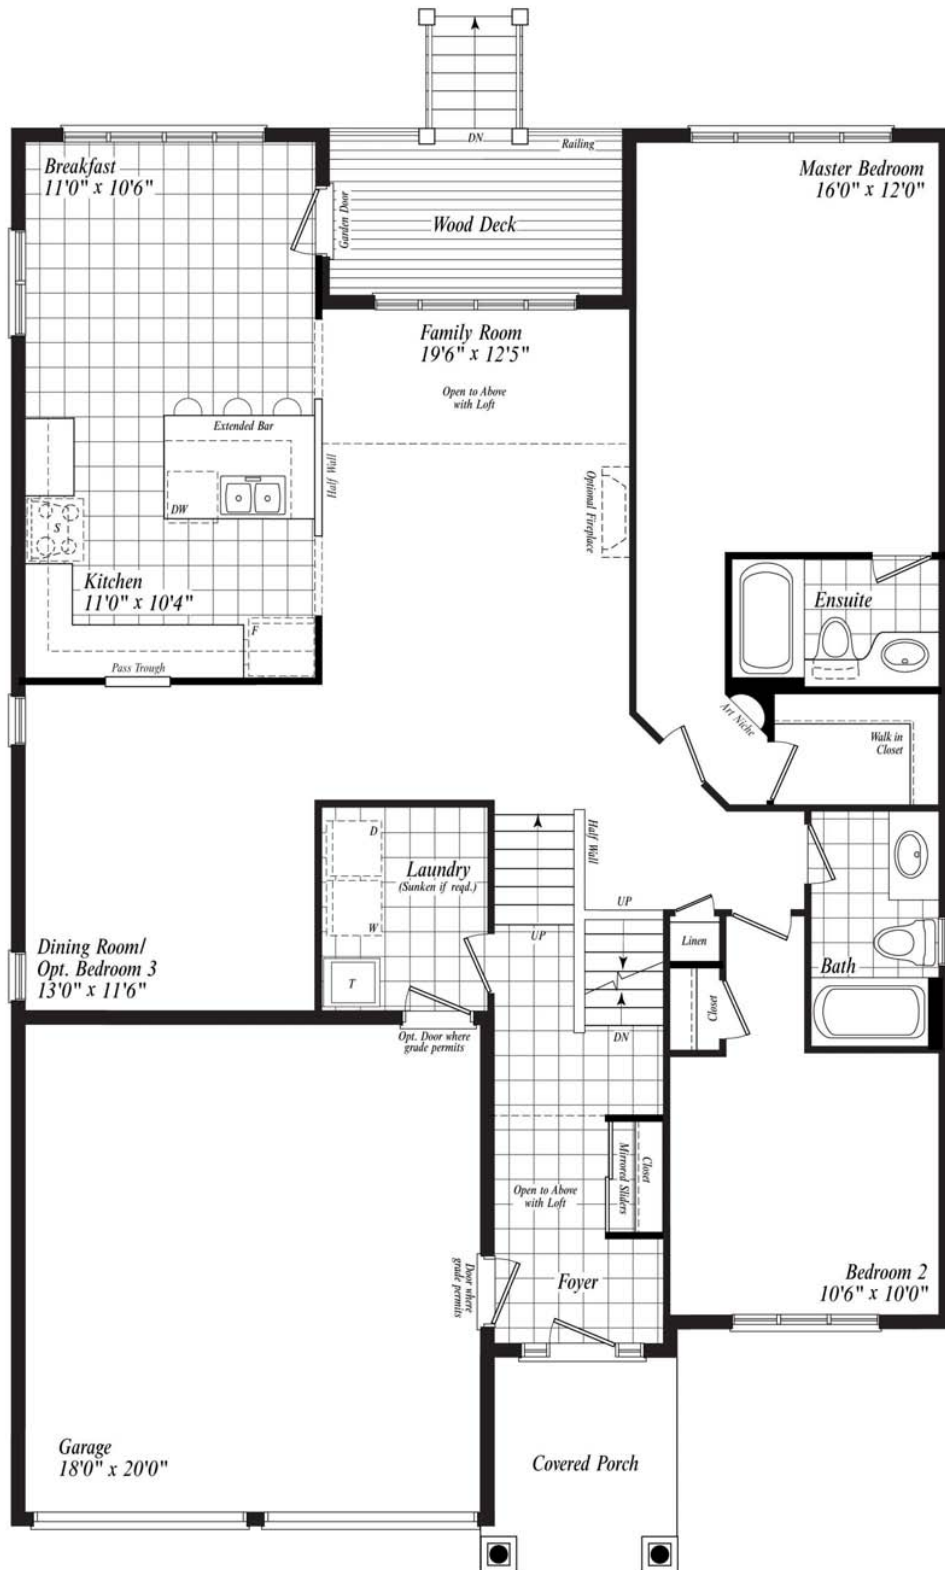 DN
Railing
Breakfast
11'0" x 10'6"
Garden Door
Wood Deck
Master Bedroom
16'0" x 12'0"
Family Room
19'6" x 12'5"
Open to Above
with Loft
Extended Bar
Half Wall
DW
S
Optional Fireplace
Kitchen
11'0" x 10'4"
F
Pass Trough
Ensuite
Art Niche
Walk in
Closet
D
Laundry
(Sunken if reqd.)
W
T
Half Wall
UP
UP
DN
Linen
Closet
Bath
Dining Room/
Opt. Bedroom 3
13'0" x 11'6"
Opt. Door where
grade permits
Closet
Mirrored Sliders
Open to Above
with Loft
Door where
grade permits
Foyer
Bedroom 2
10'6" x 10'0"
Garage
18'0" x 20'0"
Covered Porch